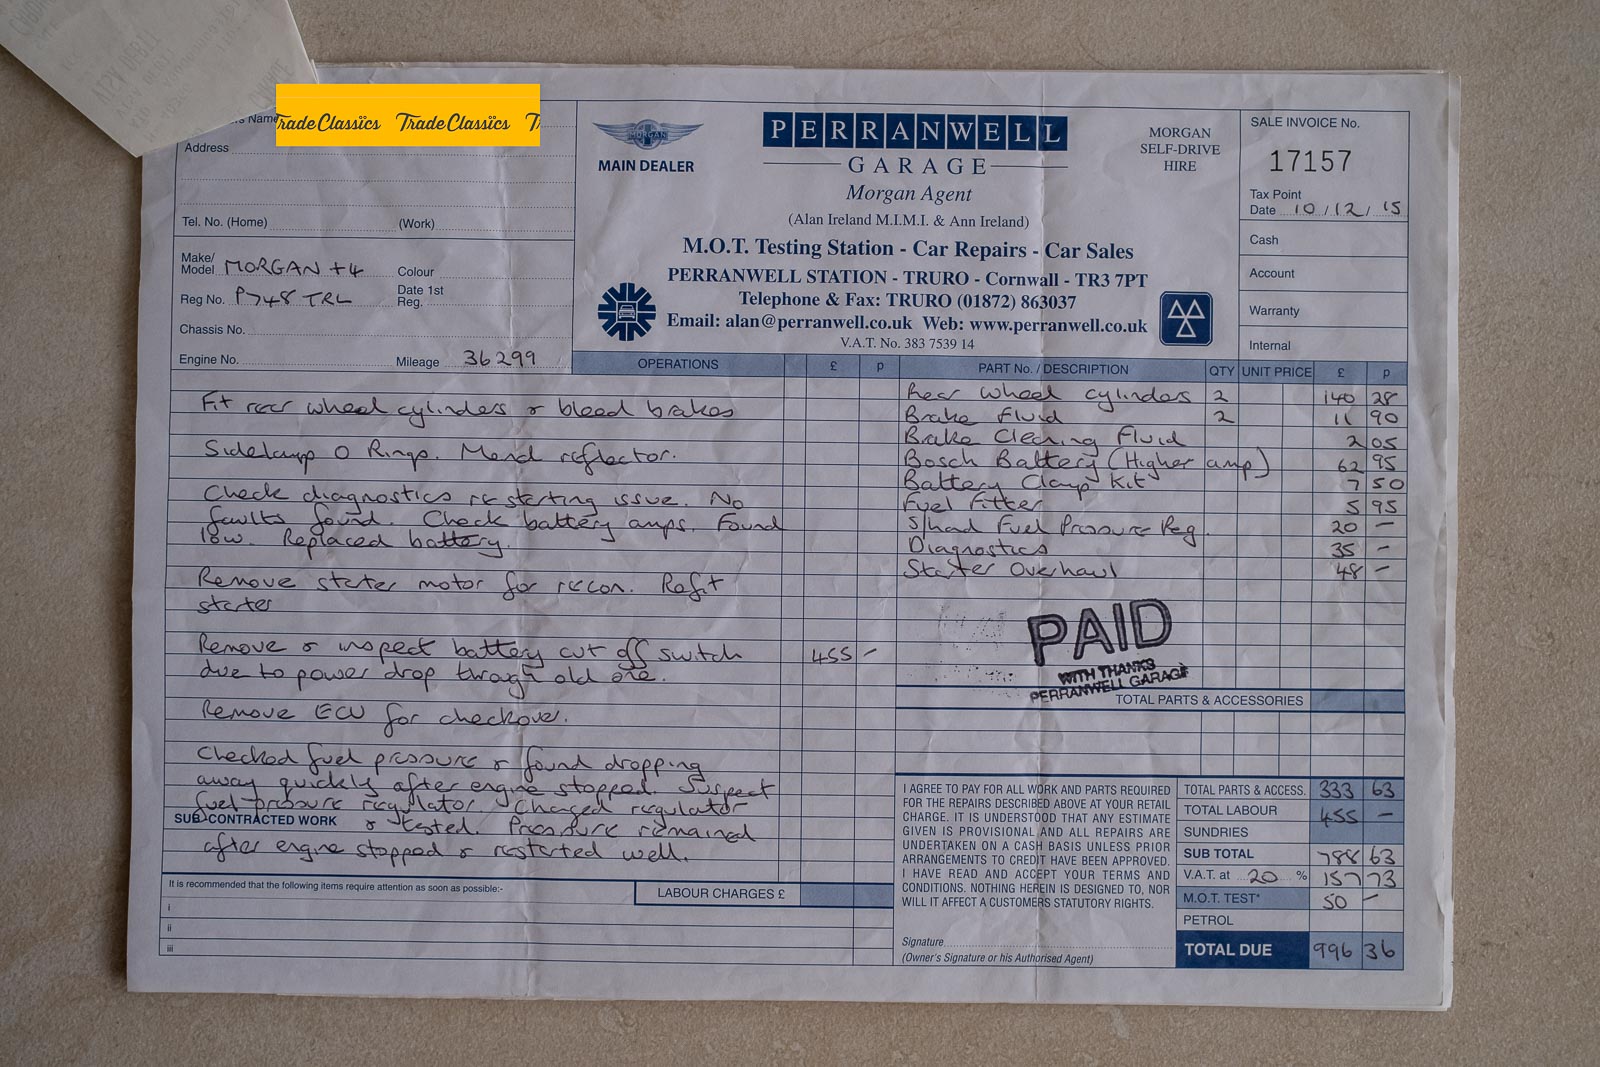 TradeClassics TradeClassics
Address
Tel. No. (Home) (Work)
Make/
Model MORGAN +4 Colour
Reg No. P748 TRL Date 1st
Reg.
Chassis No.
Engine No. Mileage 36299
MORGAN
MAIN DEALER
PERRANWELL
GARAGE
Morgan Agent
(Alan Ireland M.I.M.I. & Ann Ireland)
M.O.T. Testing Station - Car Repairs - Car Sales
PERRANWELL STATION - TRURO - Cornwall - TR3 7PT
Telephone & Fax: TRURO (01872) 863037
Email: alan@perranwell.co.uk Web: www.perranwell.co.uk
V.A.T. No. 383 7539 14
MORGAN
SELF-DRIVE
HIRE
SALE INVOICE No.
17157
Tax Point
Date 10/12/15
Cash
Account
Warranty
Internal
OPERATIONS £ p
Fit rear wheel cylinders & bleed brakes
Sidelamp O Rings. Mend reflector.
Check diagnostics re starting issue. No
faults found. Check battery amps. Found
low. Replaced battery.
Remove starter motor for recon. Refit
starter
Remove & inspect battery cut off switch 455 -
due to power drop through old one.
Remove ECU for checkover.
Checked fuel pressure & found dropping
away quickly after engine stopped. Suspect
fuel pressure regulator. Changed regulator
SUB-CONTRACTED WORK & tested. Pressure remained
after engine stopped & restarted well.
It is recommended that the following items require attention as soon as possible:-
LABOUR CHARGES £
i
ii
iii
PART No. / DESCRIPTION QTY UNIT PRICE £ p
Rear wheel cylinders 2 140 28
Brake Fluid 2 11 90
Brake Cleaning Fluid 2 05
Bosch Battery (Higher amp) 62 95
Battery Clamp Kit 7 50
Fuel Filter 5 95
S/hand Fuel Pressure Reg. 20 -
Diagnostics 35 -
Starter Overhaul 48 -
PAID
WITH THANKS
PERRANWELL GARAGE
TOTAL PARTS & ACCESSORIES
I AGREE TO PAY FOR ALL WORK AND PARTS REQUIRED
FOR THE REPAIRS DESCRIBED ABOVE AT YOUR RETAIL
CHARGE. IT IS UNDERSTOOD THAT ANY ESTIMATE
GIVEN IS PROVISIONAL AND ALL REPAIRS ARE
UNDERTAKEN ON A CASH BASIS UNLESS PRIOR
ARRANGEMENTS TO CREDIT HAVE BEEN APPROVED.
I HAVE READ AND ACCEPT YOUR TERMS AND
CONDITIONS. NOTHING HEREIN IS DESIGNED TO, NOR
WILL IT AFFECT A CUSTOMERS STATUTORY RIGHTS.
Signature
(Owner's Signature or his Authorised Agent)
TOTAL PARTS & ACCESS. 333 63
TOTAL LABOUR 455 -
SUNDRIES
SUB TOTAL 788 63
V.A.T. at 20 % 157 73
M.O.T. TEST* 50 -
PETROL
TOTAL DUE 996 36